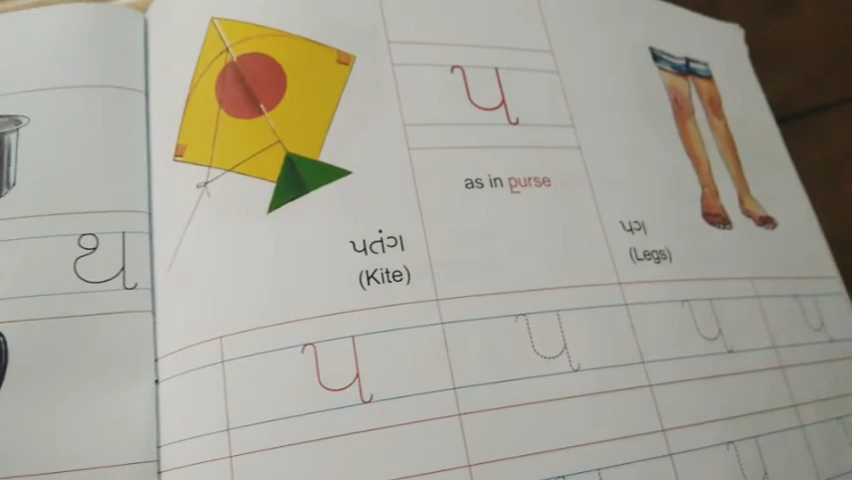 પ
as in purse
પતંગ
(Kite)
પગ
(Legs)
થ
પ પ પ પ
પ